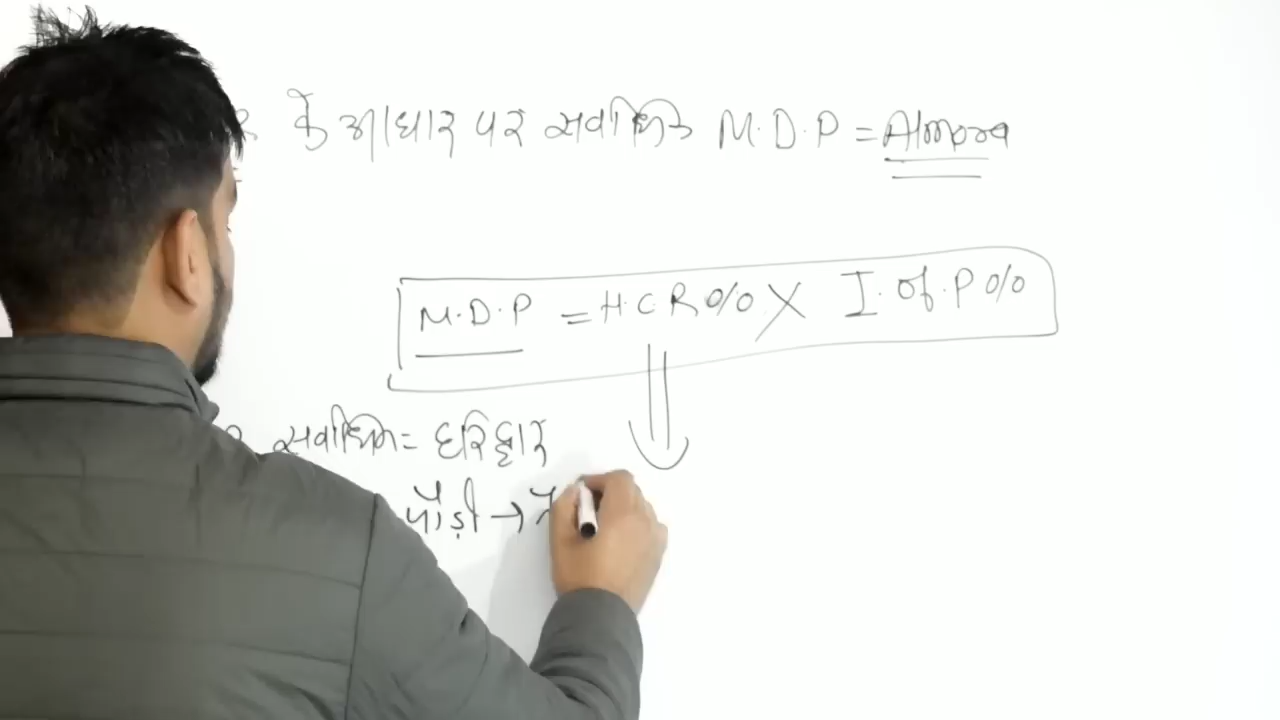 के आधार पर सर्वाधिक M.D.P = Almora
M.D.P = H.C.R % X I. of. P %
सर्वाधिक = हरिद्वार
पौड़ी →